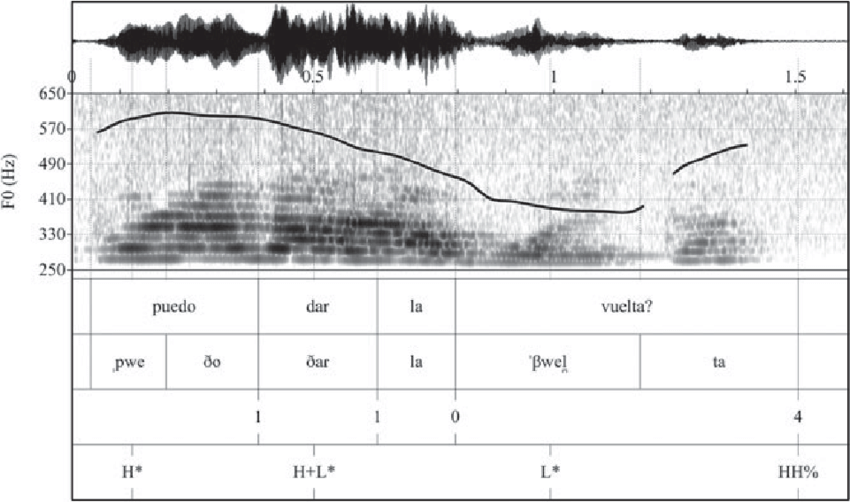 0 0.5 1 1.5
650
570
490
410
330
250
F0 (Hz)
puedo dar la vuelta?
ˌpwe ðo ðar la ˈβwel̪ ta
1 1 0 4
H* H+L* L* HH%